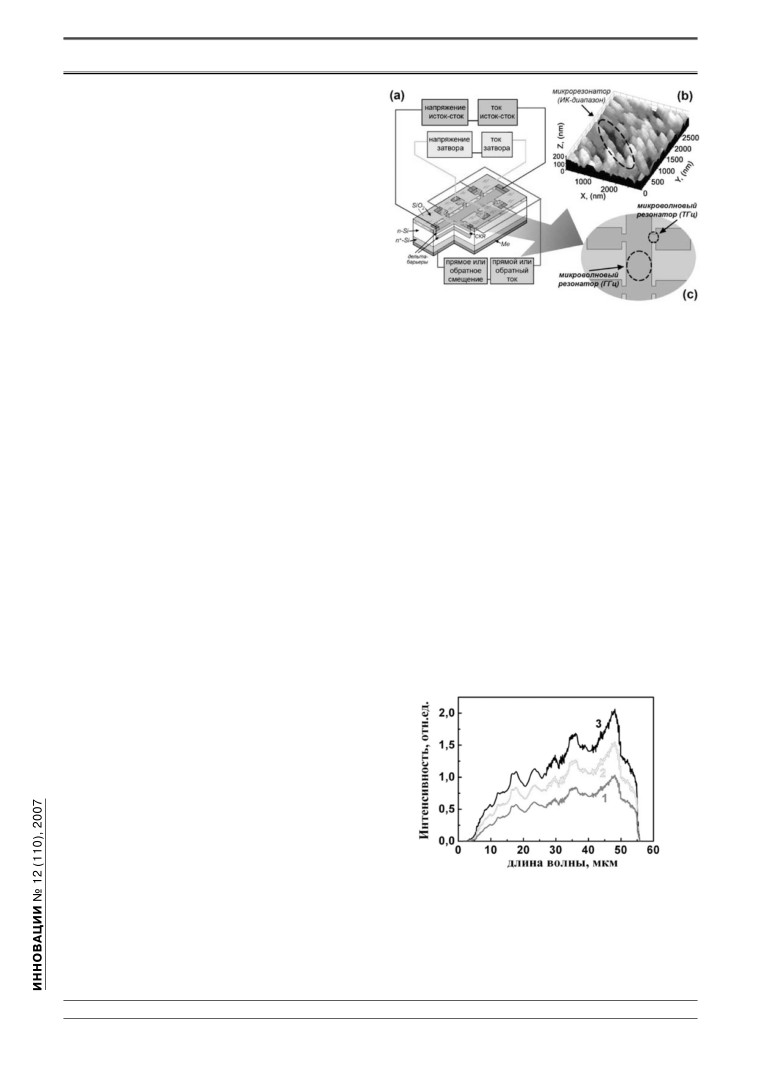 (a)
напряжение
исток-сток
ток
исток-сток
напряжение
затвора
ток
затвора
SiO₂
n-Si
n⁺-Si
дельта-
барьеры
СКЯ
Me
прямое или
обратное
смещение
прямой или
обратный
ток
микрорезонатор
(ИК-диапазон)
(b)
Z, (nm)
200
100
0
1000
2000
X, (nm)
2500
2000
1500
1000
500
0
Y, (nm)
микроволновый
резонатор (ТГц)
микроволновый
резонатор (ГГц)
(c)
Интенсивность, отн.ед.
2,0
1,5
1,0
0,5
0,0
3
2
1
0 10 20 30 40 50 60
длина волны, мкм
ИННОВАЦИИ № 12 (110), 2007